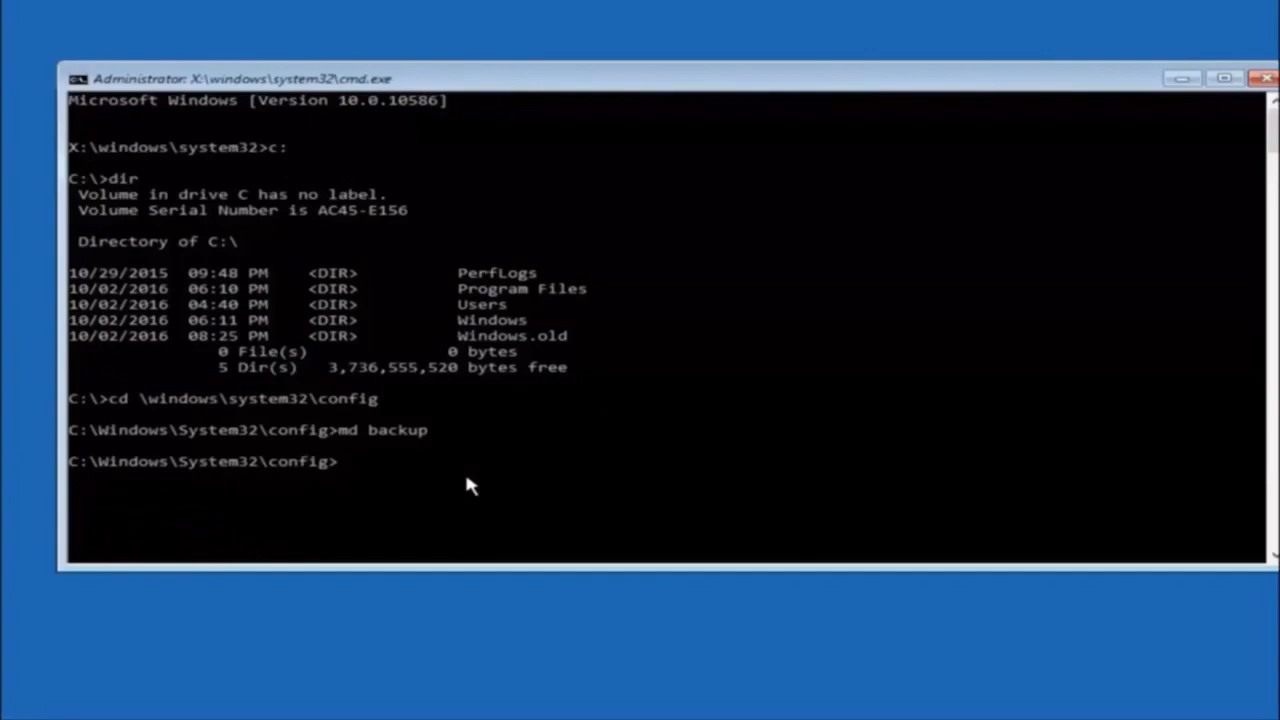 Administrator: X:\windows\system32\cmd.exe
Microsoft Windows [Version 10.0.10586]
X:\windows\system32>c:
C:\>dir
Volume in drive C has no label.
Volume Serial Number is AC45-E156
Directory of C:\
10/29/2015  09:48 PM    <DIR>          PerfLogs
10/02/2016  06:10 PM    <DIR>          Program Files
10/02/2016  04:40 PM    <DIR>          Users
10/02/2016  06:11 PM    <DIR>          Windows
10/02/2016  08:25 PM    <DIR>          Windows.old
0 File(s)              0 bytes
5 Dir(s)   3,736,555,520 bytes free
C:\>cd \windows\system32\config
C:\Windows\System32\config>md backup
C:\Windows\System32\config>